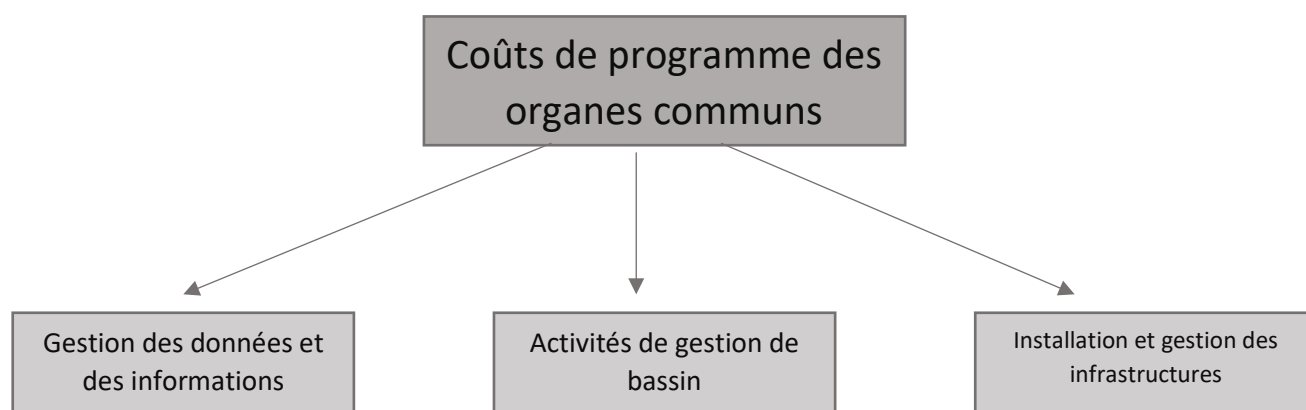 Coûts de programme des
organes communs
Gestion des données et
des informations
Activités de gestion de
bassin
Installation et gestion des
infrastructures